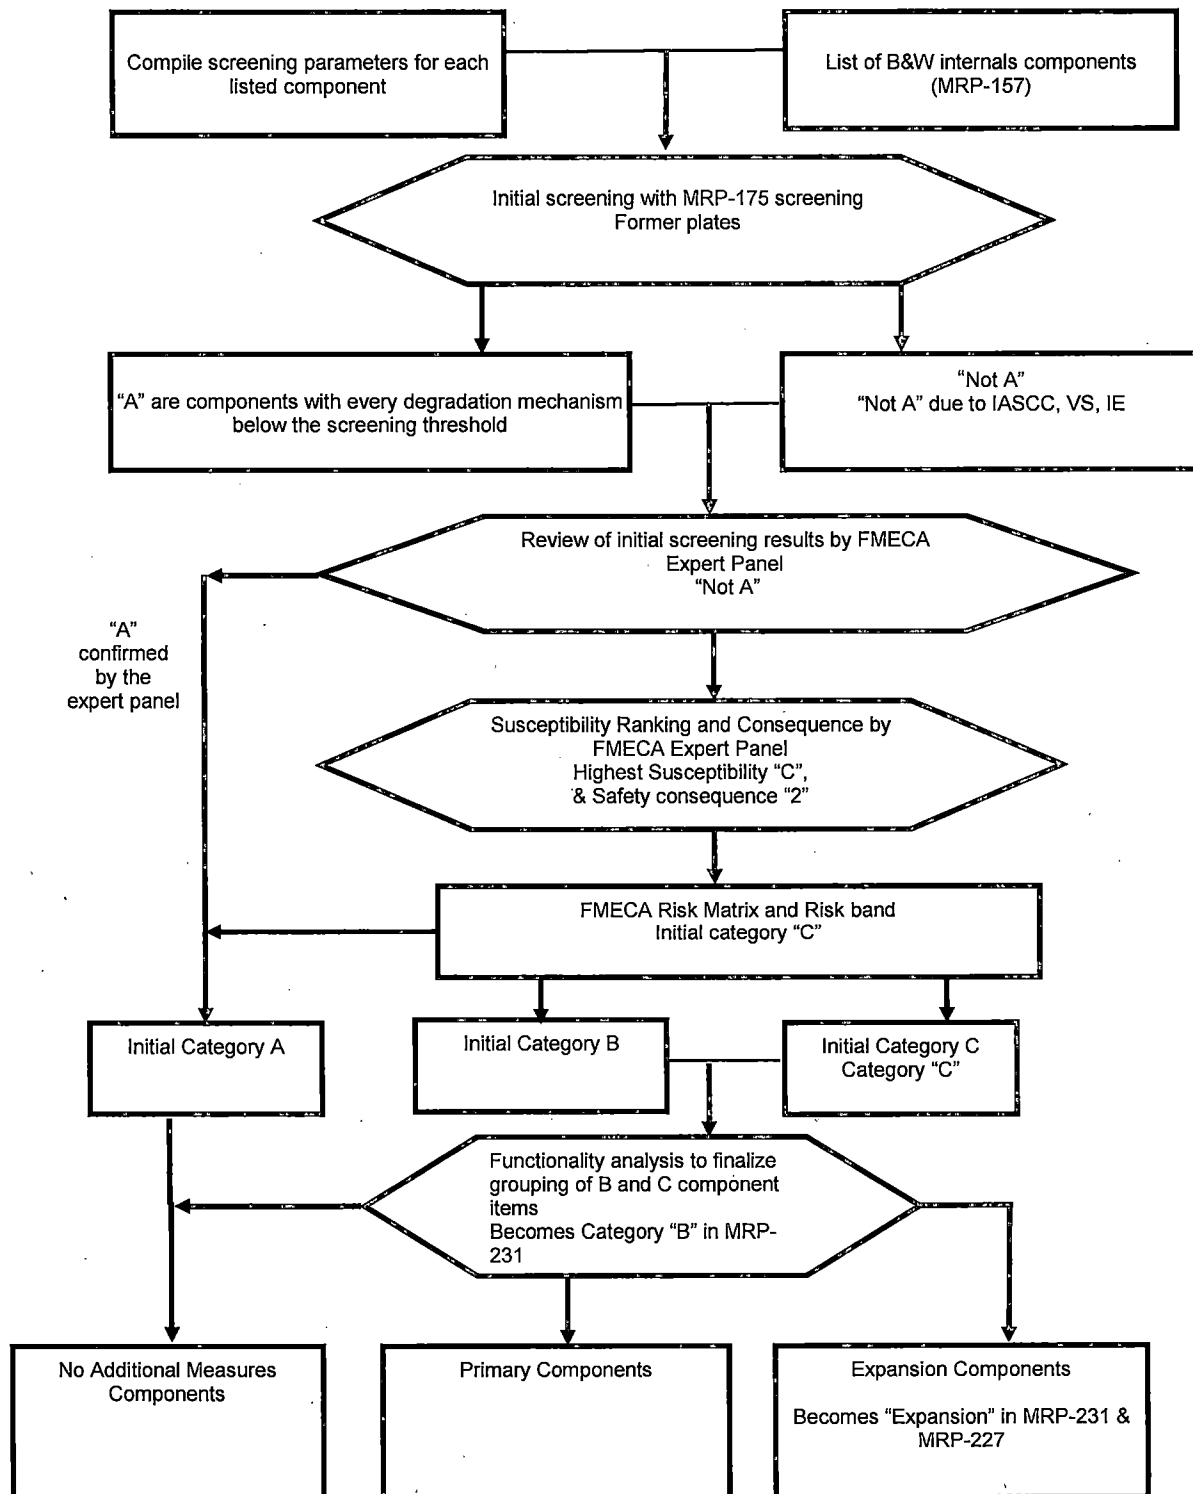 Compile screening parameters for each
listed component
List of B&W internals components
(MRP-157)
Initial screening with MRP-175 screening
Former plates
"A" are components with every degradation mechanism
below the screening threshold
"Not A"
"Not A" due to IASCC, VS, IE
Review of initial screening results by FMECA
Expert Panel
"Not A"
"A"
confirmed
by the
expert panel
Susceptibility Ranking and Consequence by
FMECA Expert Panel
Highest Susceptibility "C",
& Safety consequence "2"
FMECA Risk Matrix and Risk band
Initial category "C"
Initial Category A
Initial Category B
Initial Category C
Category "C"
Functionality analysis to finalize
grouping of B and C component
items
Becomes Category "B" in MRP-
231
No Additional Measures
Components
Primary Components
Expansion Components
Becomes "Expansion" in MRP-231 &
MRP-227